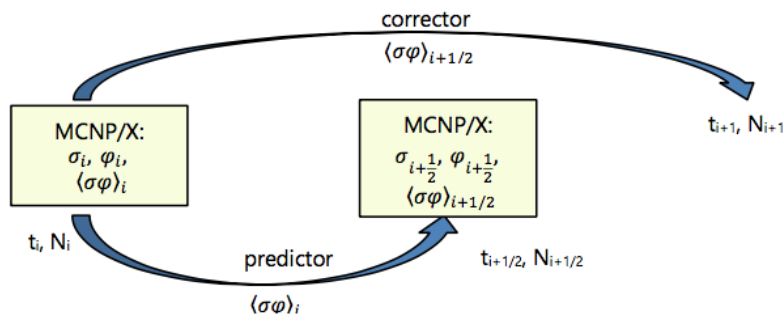 corrector
⟨σφ⟩ᵢ₊₁/₂
MCNP/X:
σᵢ, φᵢ,
⟨σφ⟩ᵢ
MCNP/X:
σᵢ₊½, φᵢ₊½,
⟨σφ⟩ᵢ₊₁/₂
tᵢ₊₁, Nᵢ₊₁
tᵢ, Nᵢ
predictor
⟨σφ⟩ᵢ
tᵢ₊₁/₂, Nᵢ₊₁/₂